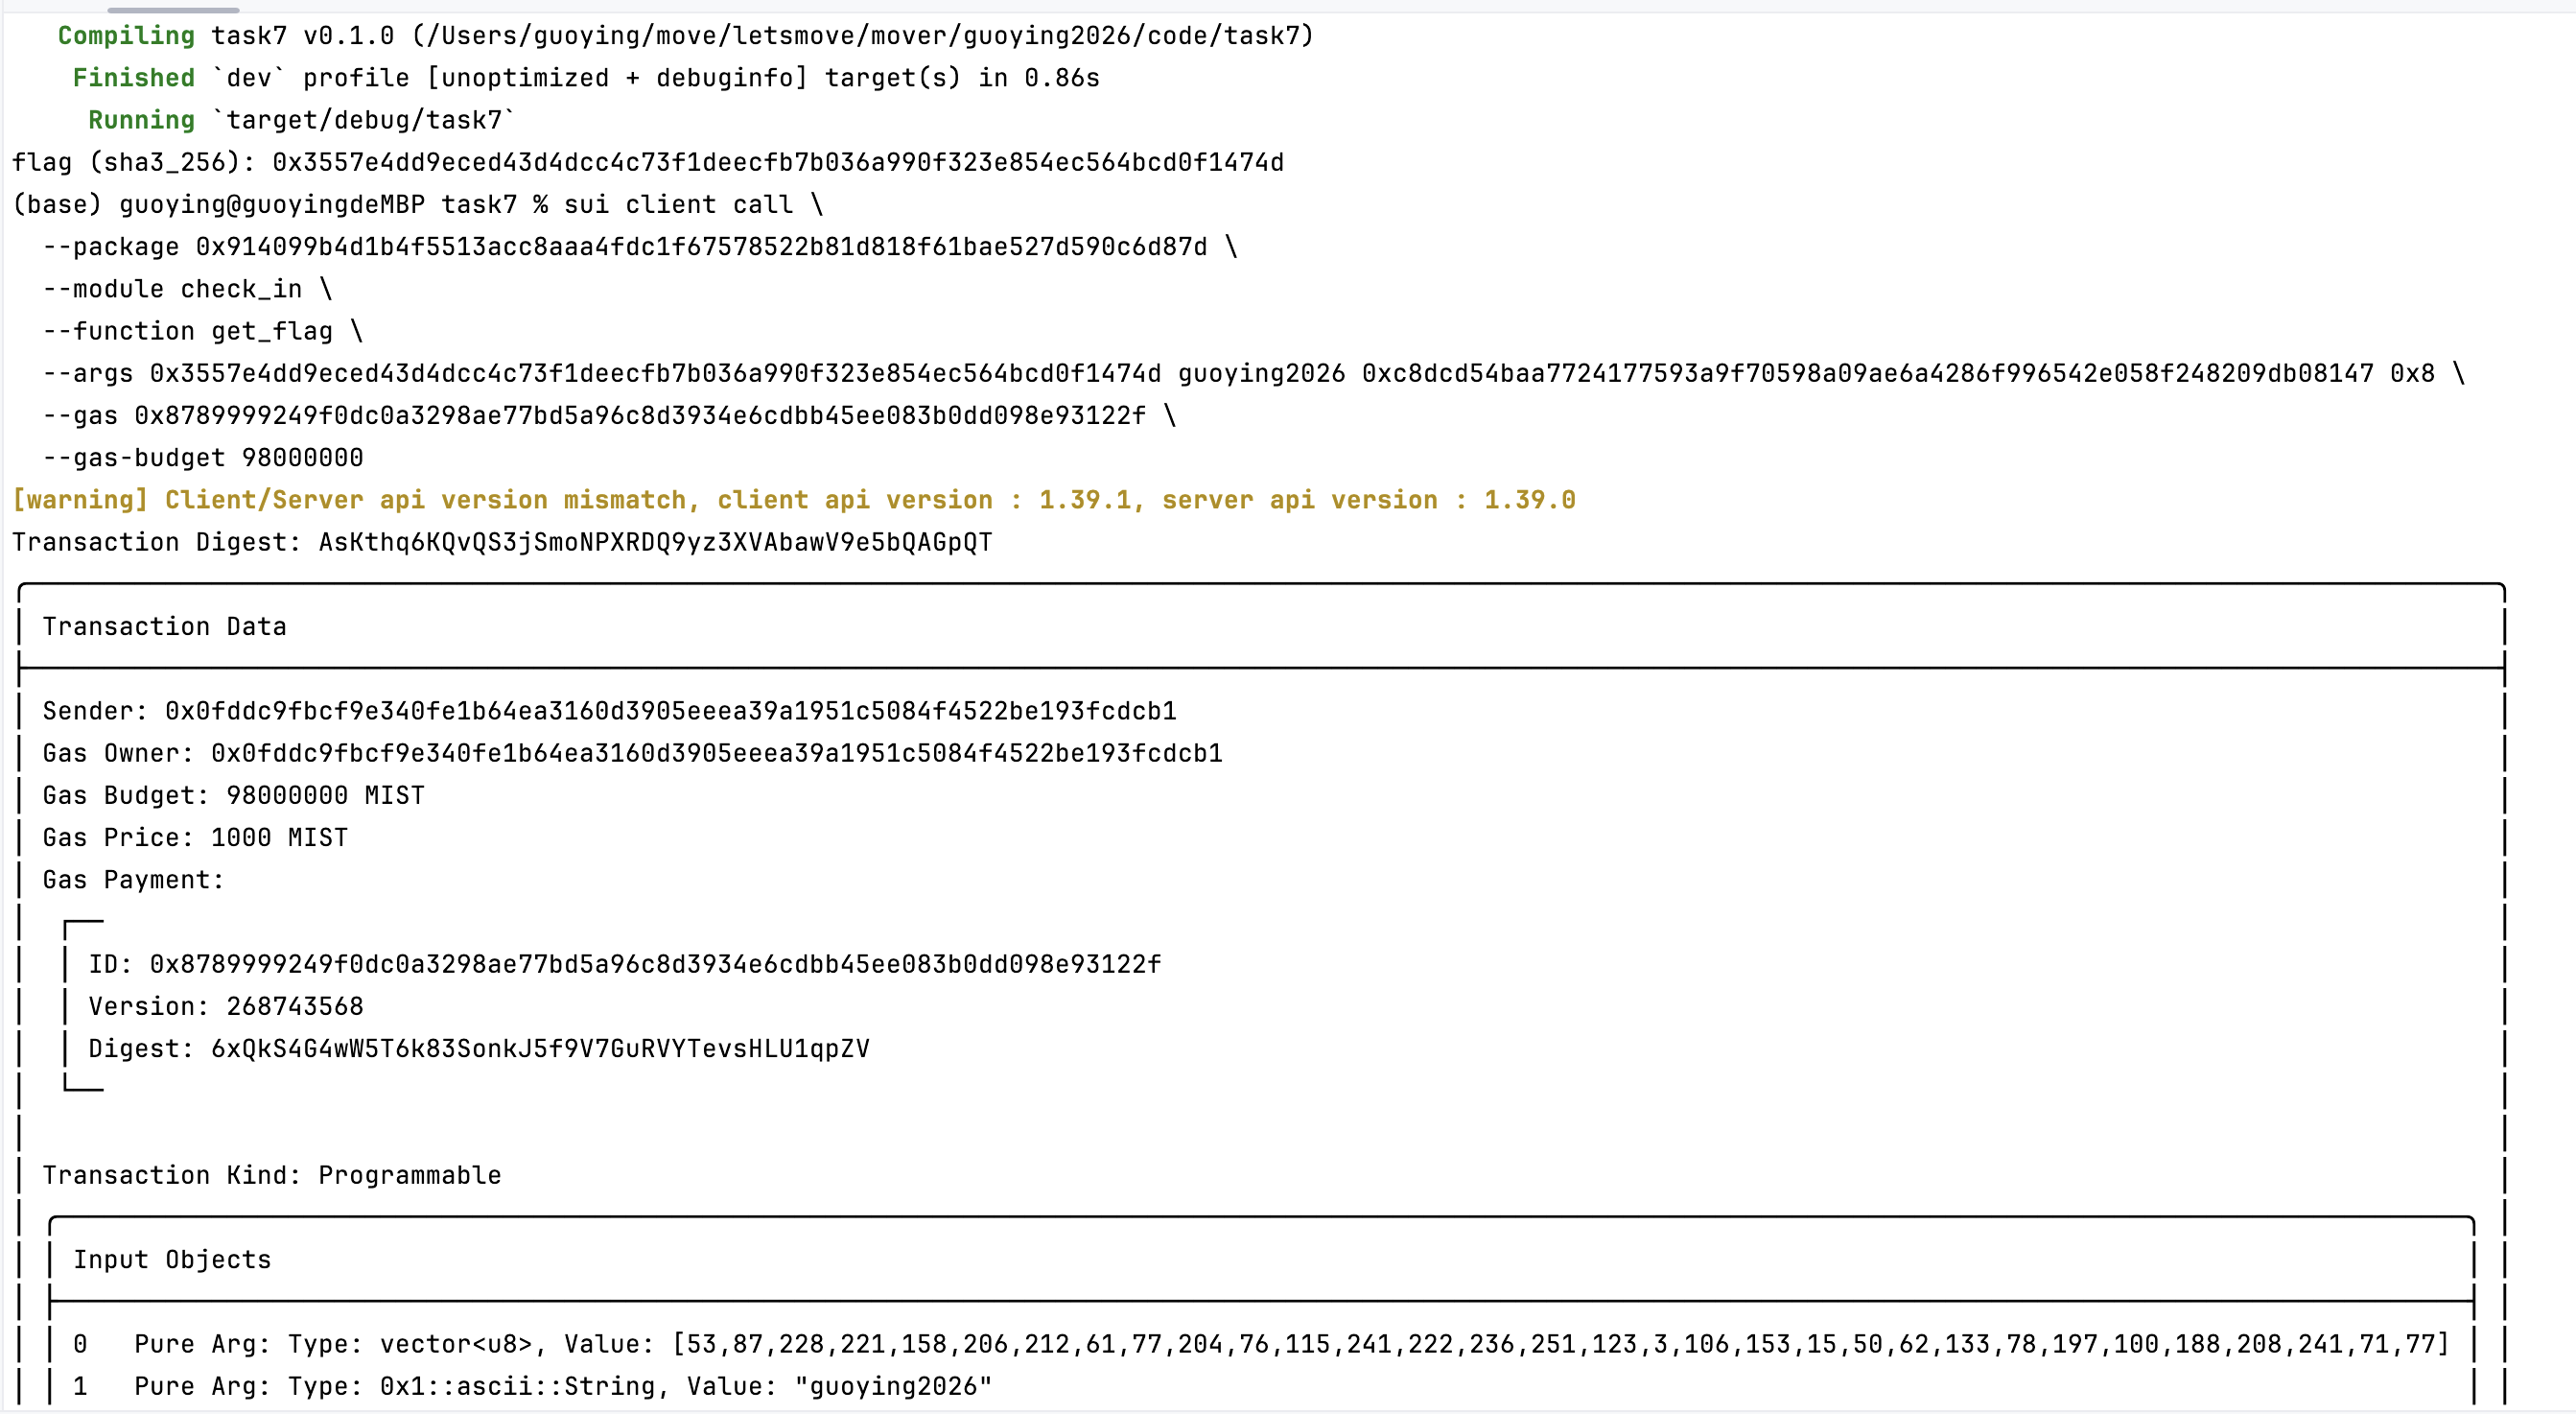 Compiling task7 v0.1.0 (/Users/guoying/move/letsmove/mover/guoying2026/code/task7)
Finished `dev` profile [unoptimized + debuginfo] target(s) in 0.86s
Running `target/debug/task7`
flag (sha3_256): 0x3557e4dd9eced43d4dcc4c73f1deecfb7b036a990f323e854ec564bcd0f1474d
(base) guoying@guoyingdeMBP task7 % sui client call \
--package 0x914099b4d1b4f5513acc8aaa4fdc1f67578522b81d818f61bae527d590c6d87d \
--module check_in \
--function get_flag \
--args 0x3557e4dd9eced43d4dcc4c73f1deecfb7b036a990f323e854ec564bcd0f1474d guoying2026 0xc8dcd54baa7724177593a9f70598a09ae6a4286f996542e058f248209db08147 0x8 \
--gas 0x8789999249f0dc0a3298ae77bd5a96c8d3934e6cdbb45ee083b0dd098e93122f \
--gas-budget 98000000
[warning] Client/Server api version mismatch, client api version : 1.39.1, server api version : 1.39.0
Transaction Digest: AsKthq6KQvQS3jSmoNPXRDQ9yz3XVAbawV9e5bQAGpQT
Transaction Data
Sender: 0x0fddc9fbcf9e340fe1b64ea3160d3905eeea39a1951c5084f4522be193fcdcb1
Gas Owner: 0x0fddc9fbcf9e340fe1b64ea3160d3905eeea39a1951c5084f4522be193fcdcb1
Gas Budget: 98000000 MIST
Gas Price: 1000 MIST
Gas Payment:
ID: 0x8789999249f0dc0a3298ae77bd5a96c8d3934e6cdbb45ee083b0dd098e93122f
Version: 268743568
Digest: 6xQkS4G4wW5T6k83SonkJ5f9V7GuRVYTevsHLU1qpZV
Transaction Kind: Programmable
Input Objects
0 Pure Arg: Type: vector<u8>, Value: [53,87,228,221,158,206,212,61,77,204,76,115,241,222,236,251,123,3,106,153,15,50,62,133,78,197,100,188,208,241,71,77]
1 Pure Arg: Type: 0x1::ascii::String, Value: "guoying2026"